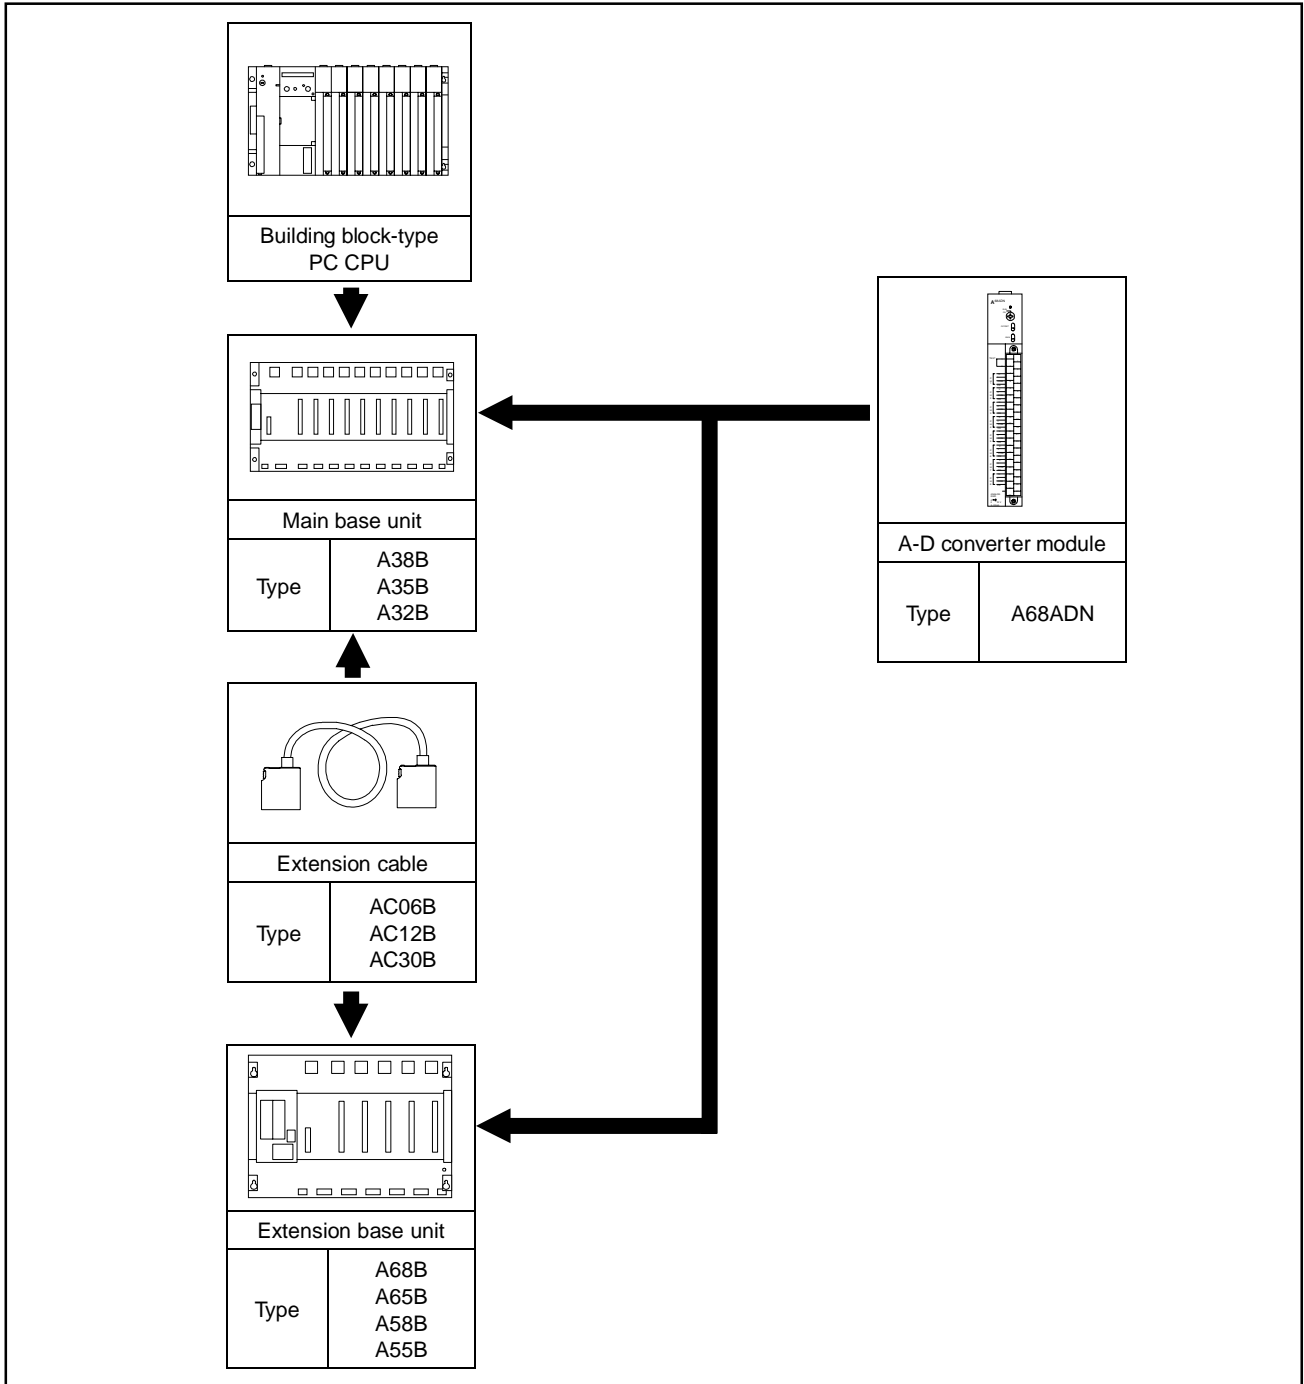 Building block-type
PC CPU
Main base unit
Type
A38B
A35B
A32B
Extension cable
Type
AC06B
AC12B
AC30B
Extension base unit
Type
A68B
A65B
A58B
A55B
A-D converter module
Type
A68ADN